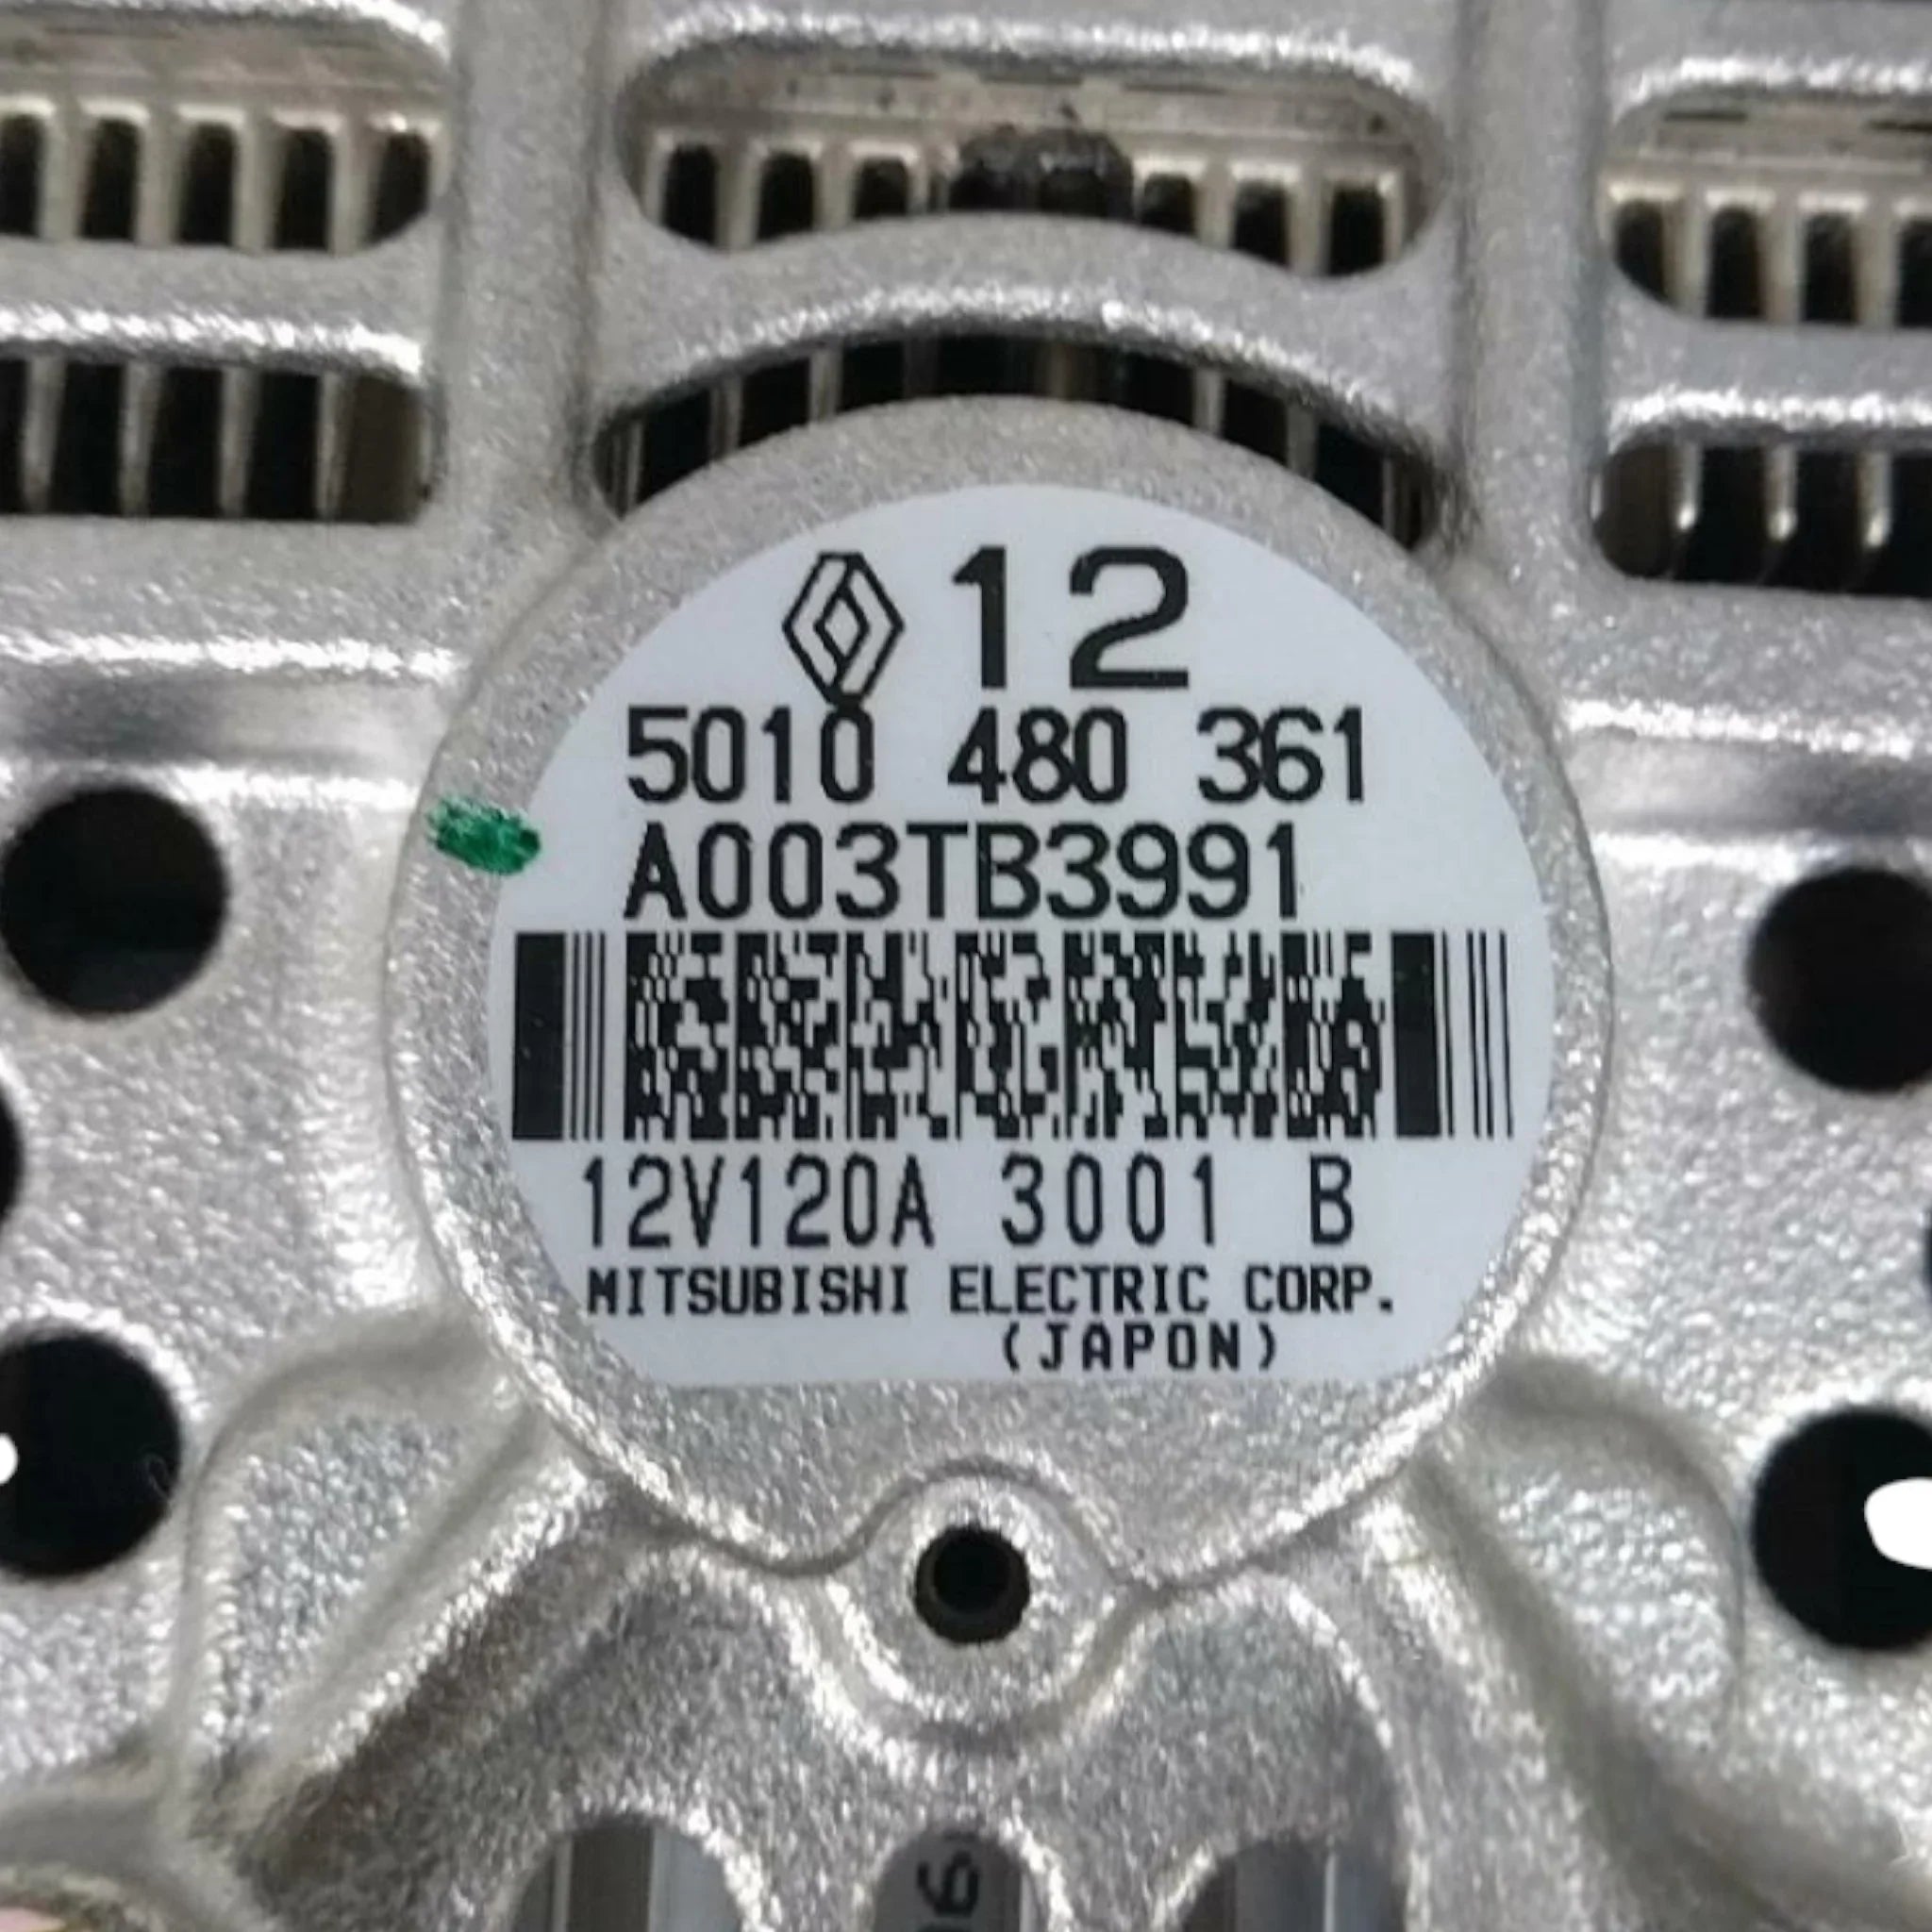 12
5010 480 361
A003TB3991
12V120A 3001 B
MITSUBISHI ELECTRIC CORP.
(JAPON)